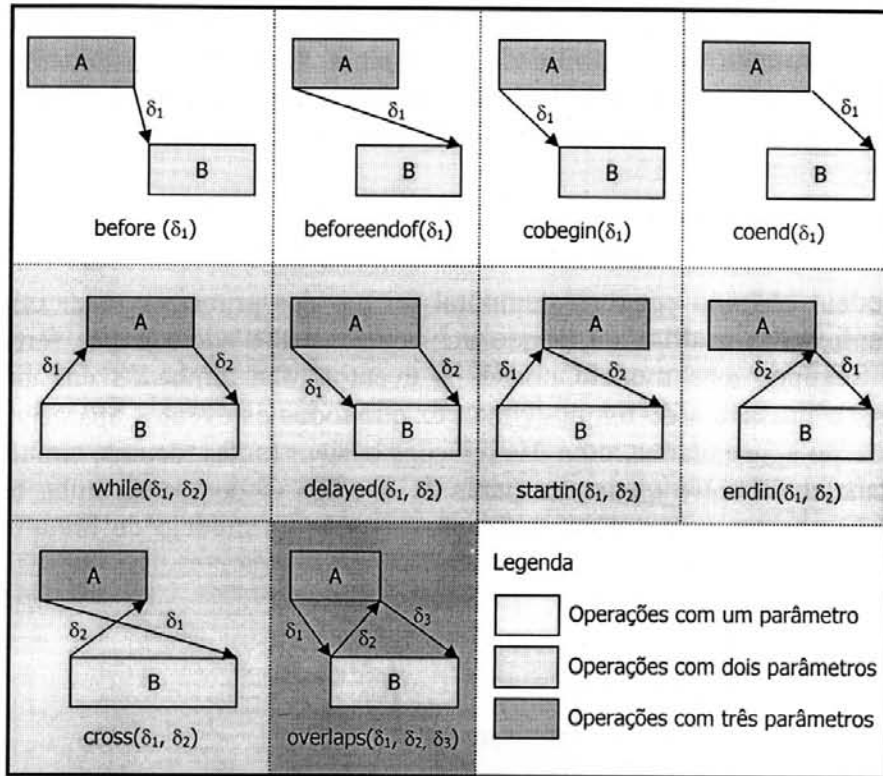 A
A
A
A
δ₁
δ₁
δ₁
δ₁
B
B
B
B
before (δ₁)
beforeendof(δ₁)
cobegin(δ₁)
coend(δ₁)
A
A
A
A
δ₁
δ₂
δ₁
δ₂
δ₁
δ₂
δ₂
δ₁
B
B
B
B
while(δ₁, δ₂)
delayed(δ₁, δ₂)
startin(δ₁, δ₂)
endin(δ₁, δ₂)
A
A
δ₂
δ₁
δ₁
δ₂
δ₃
B
B
cross(δ₁, δ₂)
overlaps(δ₁, δ₂, δ₃)
Legenda
Operações com um parâmetro
Operações com dois parâmetros
Operações com três parâmetros